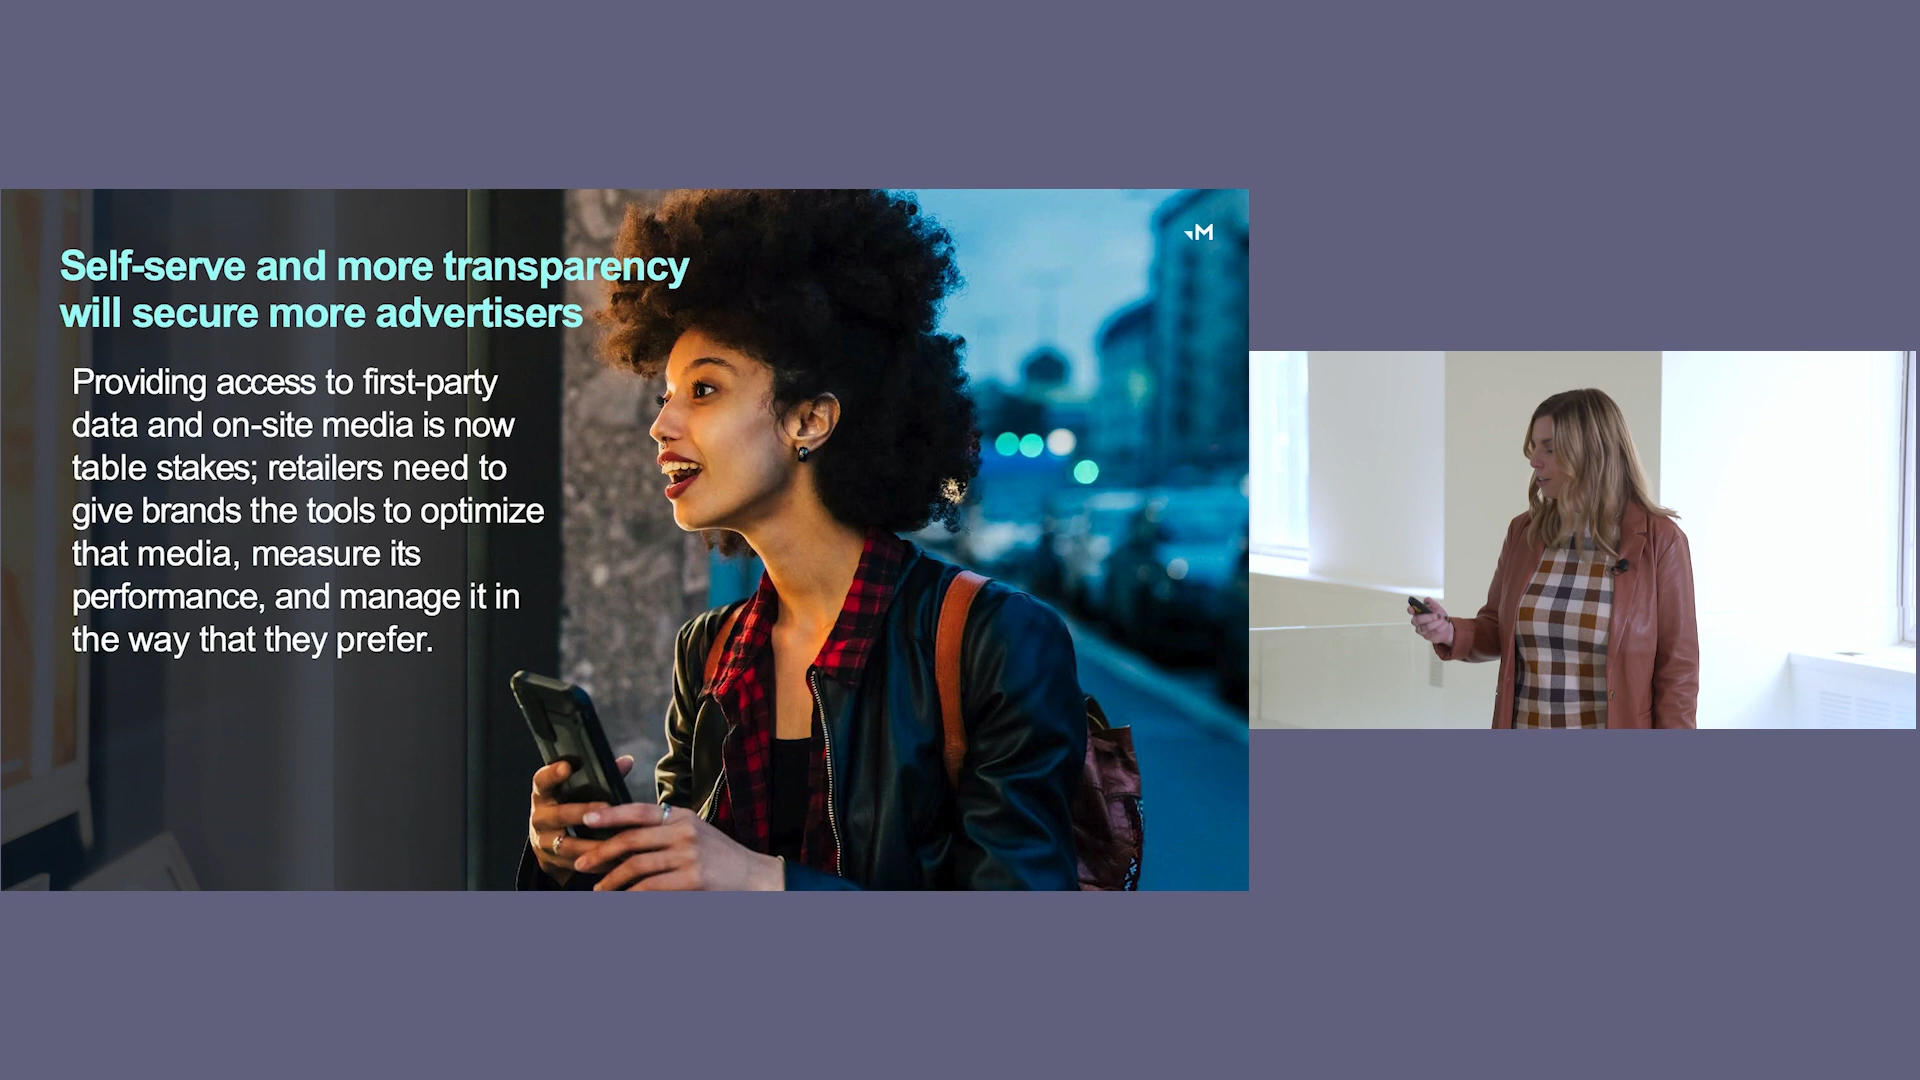 M
Self-serve and more transparency
will secure more advertisers
Providing access to first-party
data and on-site media is now
table stakes; retailers need to
give brands the tools to optimize
that media, measure its
performance, and manage it in
the way that they prefer.